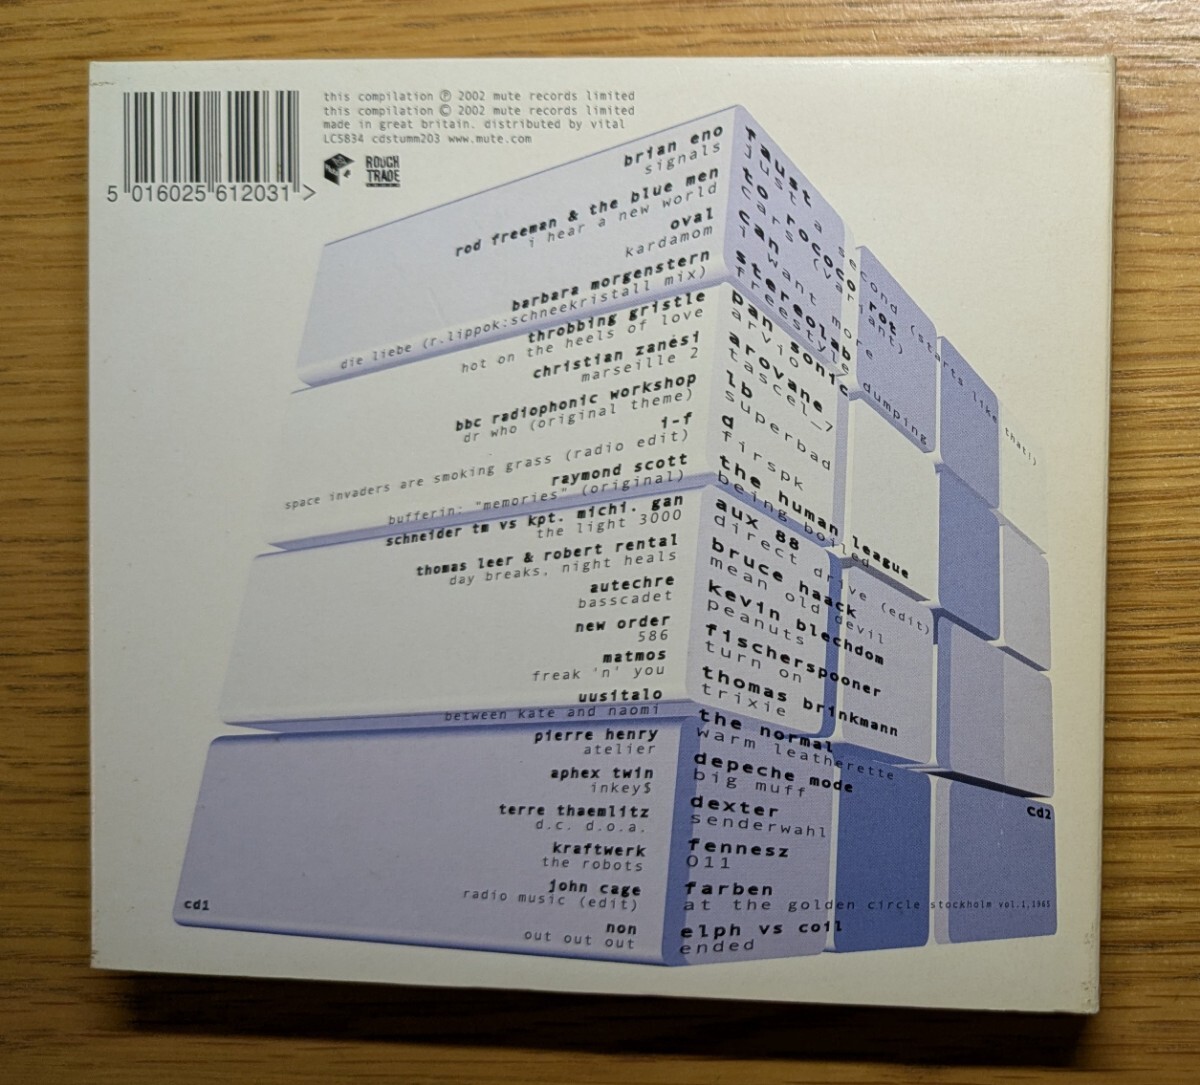 this compilation ℗ 2002 mute records limited
this compilation © 2002 mute records limited
made in great britain. distributed by vital
LC5834 cdstumm203 www.mute.com
ROUGH
TRADE
5 016025 612031 >
brian eno
signals
rod freeman & the blue men
i hear a new world
oval
kardamom
barbara morgenstern
die liebe (r.lippok:schneekristall mix)
throbbing gristle
hot on the heels of love
christian zanési
marseille 2
bbc radiophonic workshop
dr who (original theme)
i-f
space invaders are smoking grass (radio edit)
raymond scott
bufferin: "memories" (original)
schneider tm vs kpt. michi. gan
the light 3000
thomas leer & robert rental
day breaks, night heals
autechre
basscadet
new order
586
matmos
freak 'n' you
uusitalo
between kate and naomi
pierre henry
atelier
aphex twin
inkey$
terre thaemlitz
d.c. d.o.a.
kraftwerk
the robots
john cage
radio music (edit)
non
out out out
cd1
faust
just a second (starts like that!)
to rococo rot
cars (variant)
can
i want more
stereolab
freestyle dumping
pan sonic
arvio
arovane
tascel_7
lb
superbad
q
firspk
the human league
being boiled
aux 88
direct drive (edit)
bruce haack
mean old devil
kevin blechdom
peanuts
fischerspooner
turn on
thomas brinkmann
trixie
the normal
warm leatherette
depeche mode
big muff
dexter
senderwahl
fennesz
011
farben
at the golden circle stockholm vol.1,1965
elph vs coil
ended
cd2